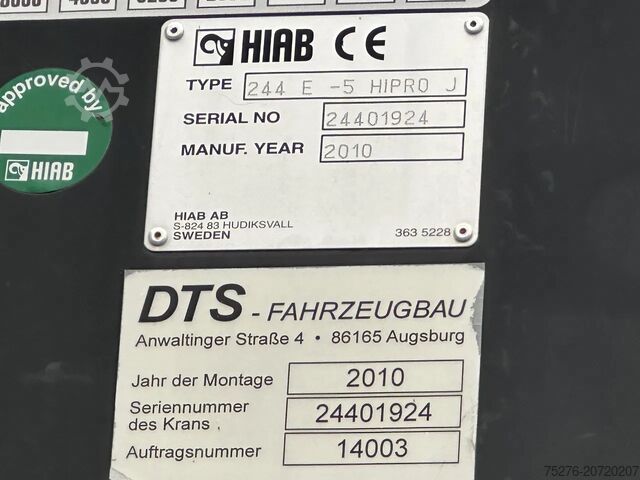 approved by
HIAB
HIAB CE
TYPE 244 E -5 HiPRO J
SERIAL NO 24401924
MANUF. YEAR 2010
HIAB AB
S-824 83 HUDIKSVALL
SWEDEN 363 5228
DTS - FAHRZEUGBAU
Anwaltinger Straße 4 • 86165 Augsburg
Jahr der Montage 2010
Seriennummer
des Krans 24401924
Auftragsnummer 14003
75276-20720207